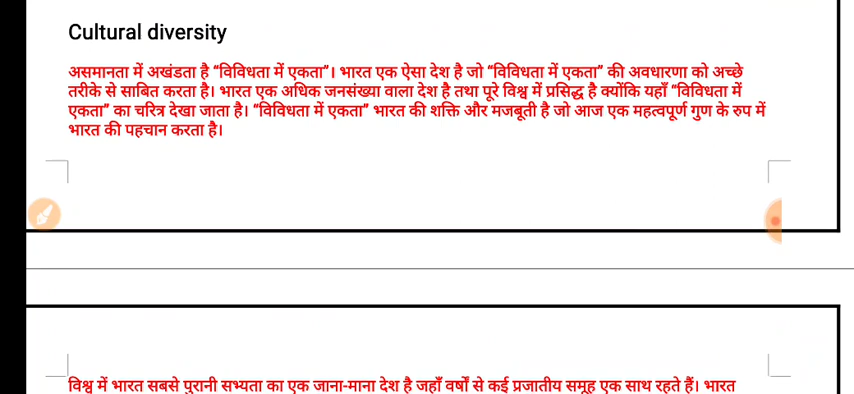 Cultural diversity
असमानता में अखंडता है “विविधता में एकता”। भारत एक ऐसा देश है जो “विविधता में एकता” की अवधारणा को अच्छे
तरीके से साबित करता है। भारत एक अधिक जनसंख्या वाला देश है तथा पूरे विश्व में प्रसिद्ध है क्योंकि यहाँ “विविधता में
एकता” का चरित्र देखा जाता है। “विविधता में एकता” भारत की शक्ति और मजबूती है जो आज एक महत्वपूर्ण गुण के रुप में
भारत की पहचान करता है।
विश्व में भारत सबसे पुरानी सभ्यता का एक जाना-माना देश है जहाँ वर्षों से कई प्रजातीय समूह एक साथ रहते हैं। भारत